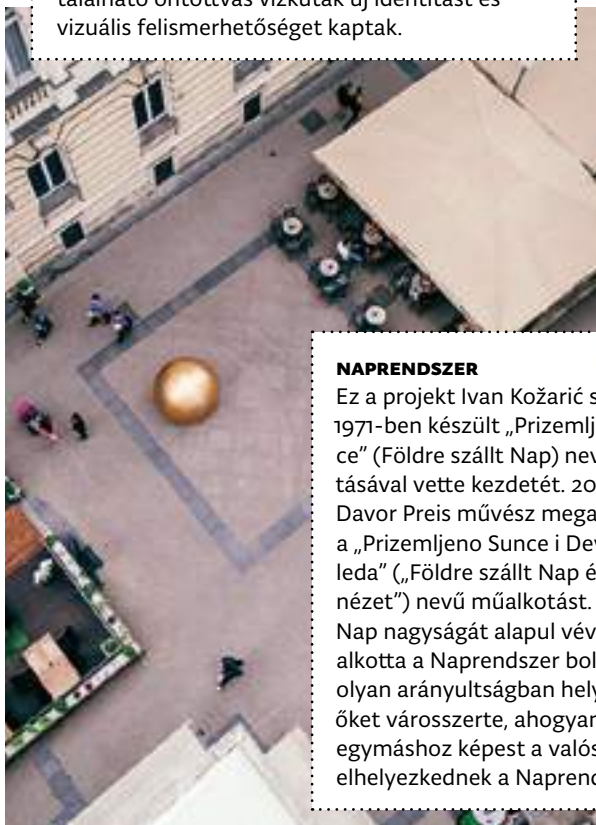 található öntöttvas vízkutak új identitást és
vizuális felismerhetőséget kaptak.
NAPRENDSZER
Ez a projekt Ivan Kožarić s
1971-ben készült „Prizemlj
ce” (Földre szállt Nap) nev
tásával vette kezdetét. 20
Davor Preis művész mega
a „Prizemljeno Sunce i De
leda” („Földre szállt Nap é
nézet”) nevű műalkotást.
Nap nagyságát alapul vév
alkotta a Naprendszer bol
olyan arányultságban hely
őket városszerte, ahogyan
egymáshoz képest a valós
elhelyezkednek a Naprend